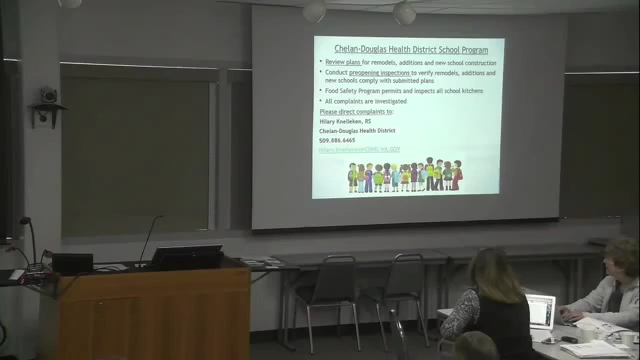 Chelan-Douglas Health District School Program
• Review plans for remodels, additions and new school construction
• Conduct preopening inspections to verify remodels, additions and
new schools comply with submitted plans
• Food Safety Program permits and inspects all school kitchens
• All complaints are investigated
Please direct complaints to:
Hilary Kneileken, RS
Chelan-Douglas Health District
509.886.6465